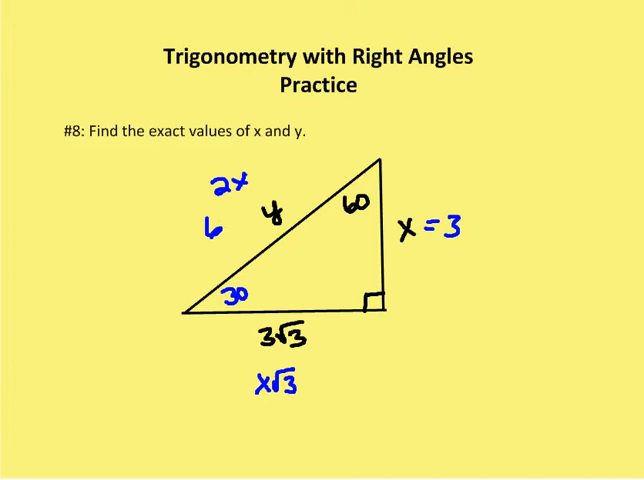 Trigonometry with Right Angles
Practice
#8: Find the exact values of x and y.
2x
6
y
60
x = 3
30
3√3
x√3